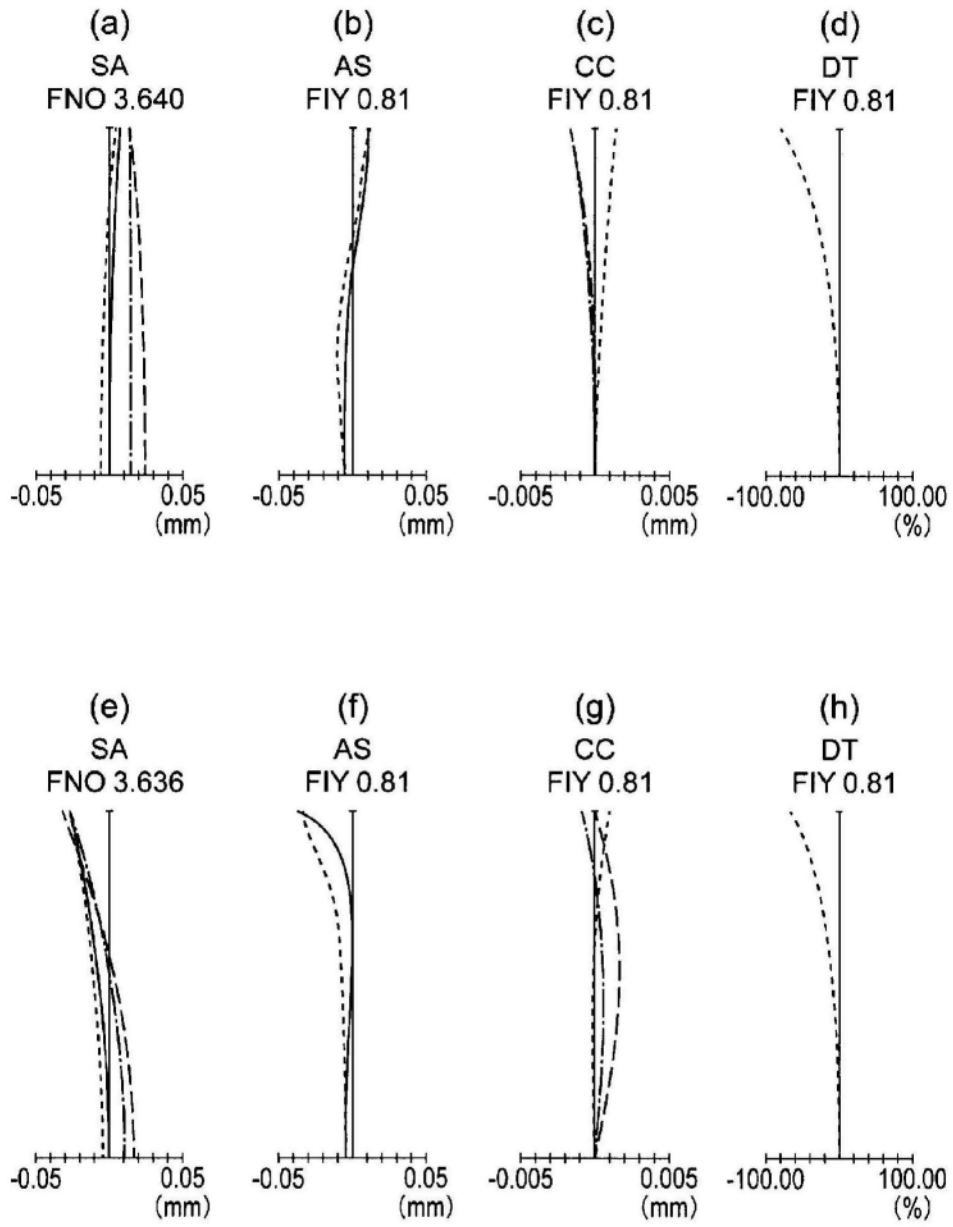 (a) (b) (c) (d)
SA AS CC DT
FNO 3.640 FIY 0.81 FIY 0.81 FIY 0.81
-0.05 0.05 -0.05 0.05 -0.005 0.005 -100.00 100.00
(mm) (mm) (mm) (%)
(e) (f) (g) (h)
SA AS CC DT
FNO 3.636 FIY 0.81 FIY 0.81 FIY 0.81
-0.05 0.05 -0.05 0.05 -0.005 0.005 -100.00 100.00
(mm) (mm) (mm) (%)